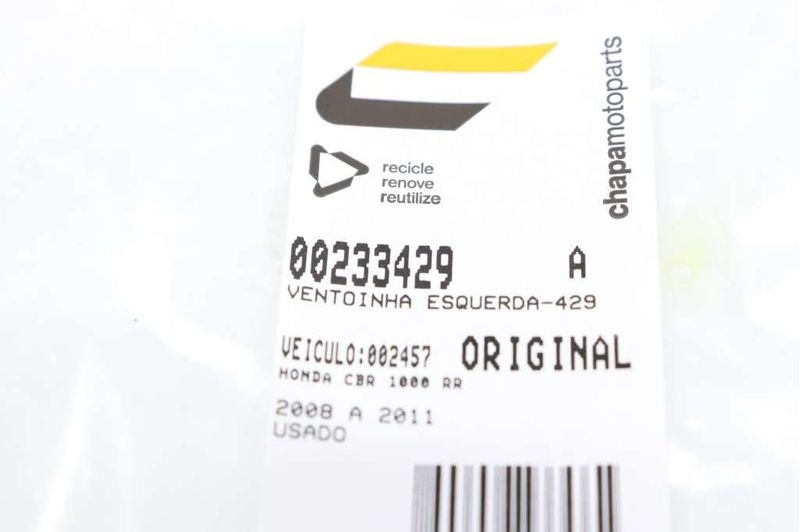 chapamotoparts
recicle
renove
reutilize
00233429 A
VENTOINHA ESQUERDA-429
VEICULO:002457 ORIGINAL
HONDA CBR 1000 RR
2008 A 2011
USADO